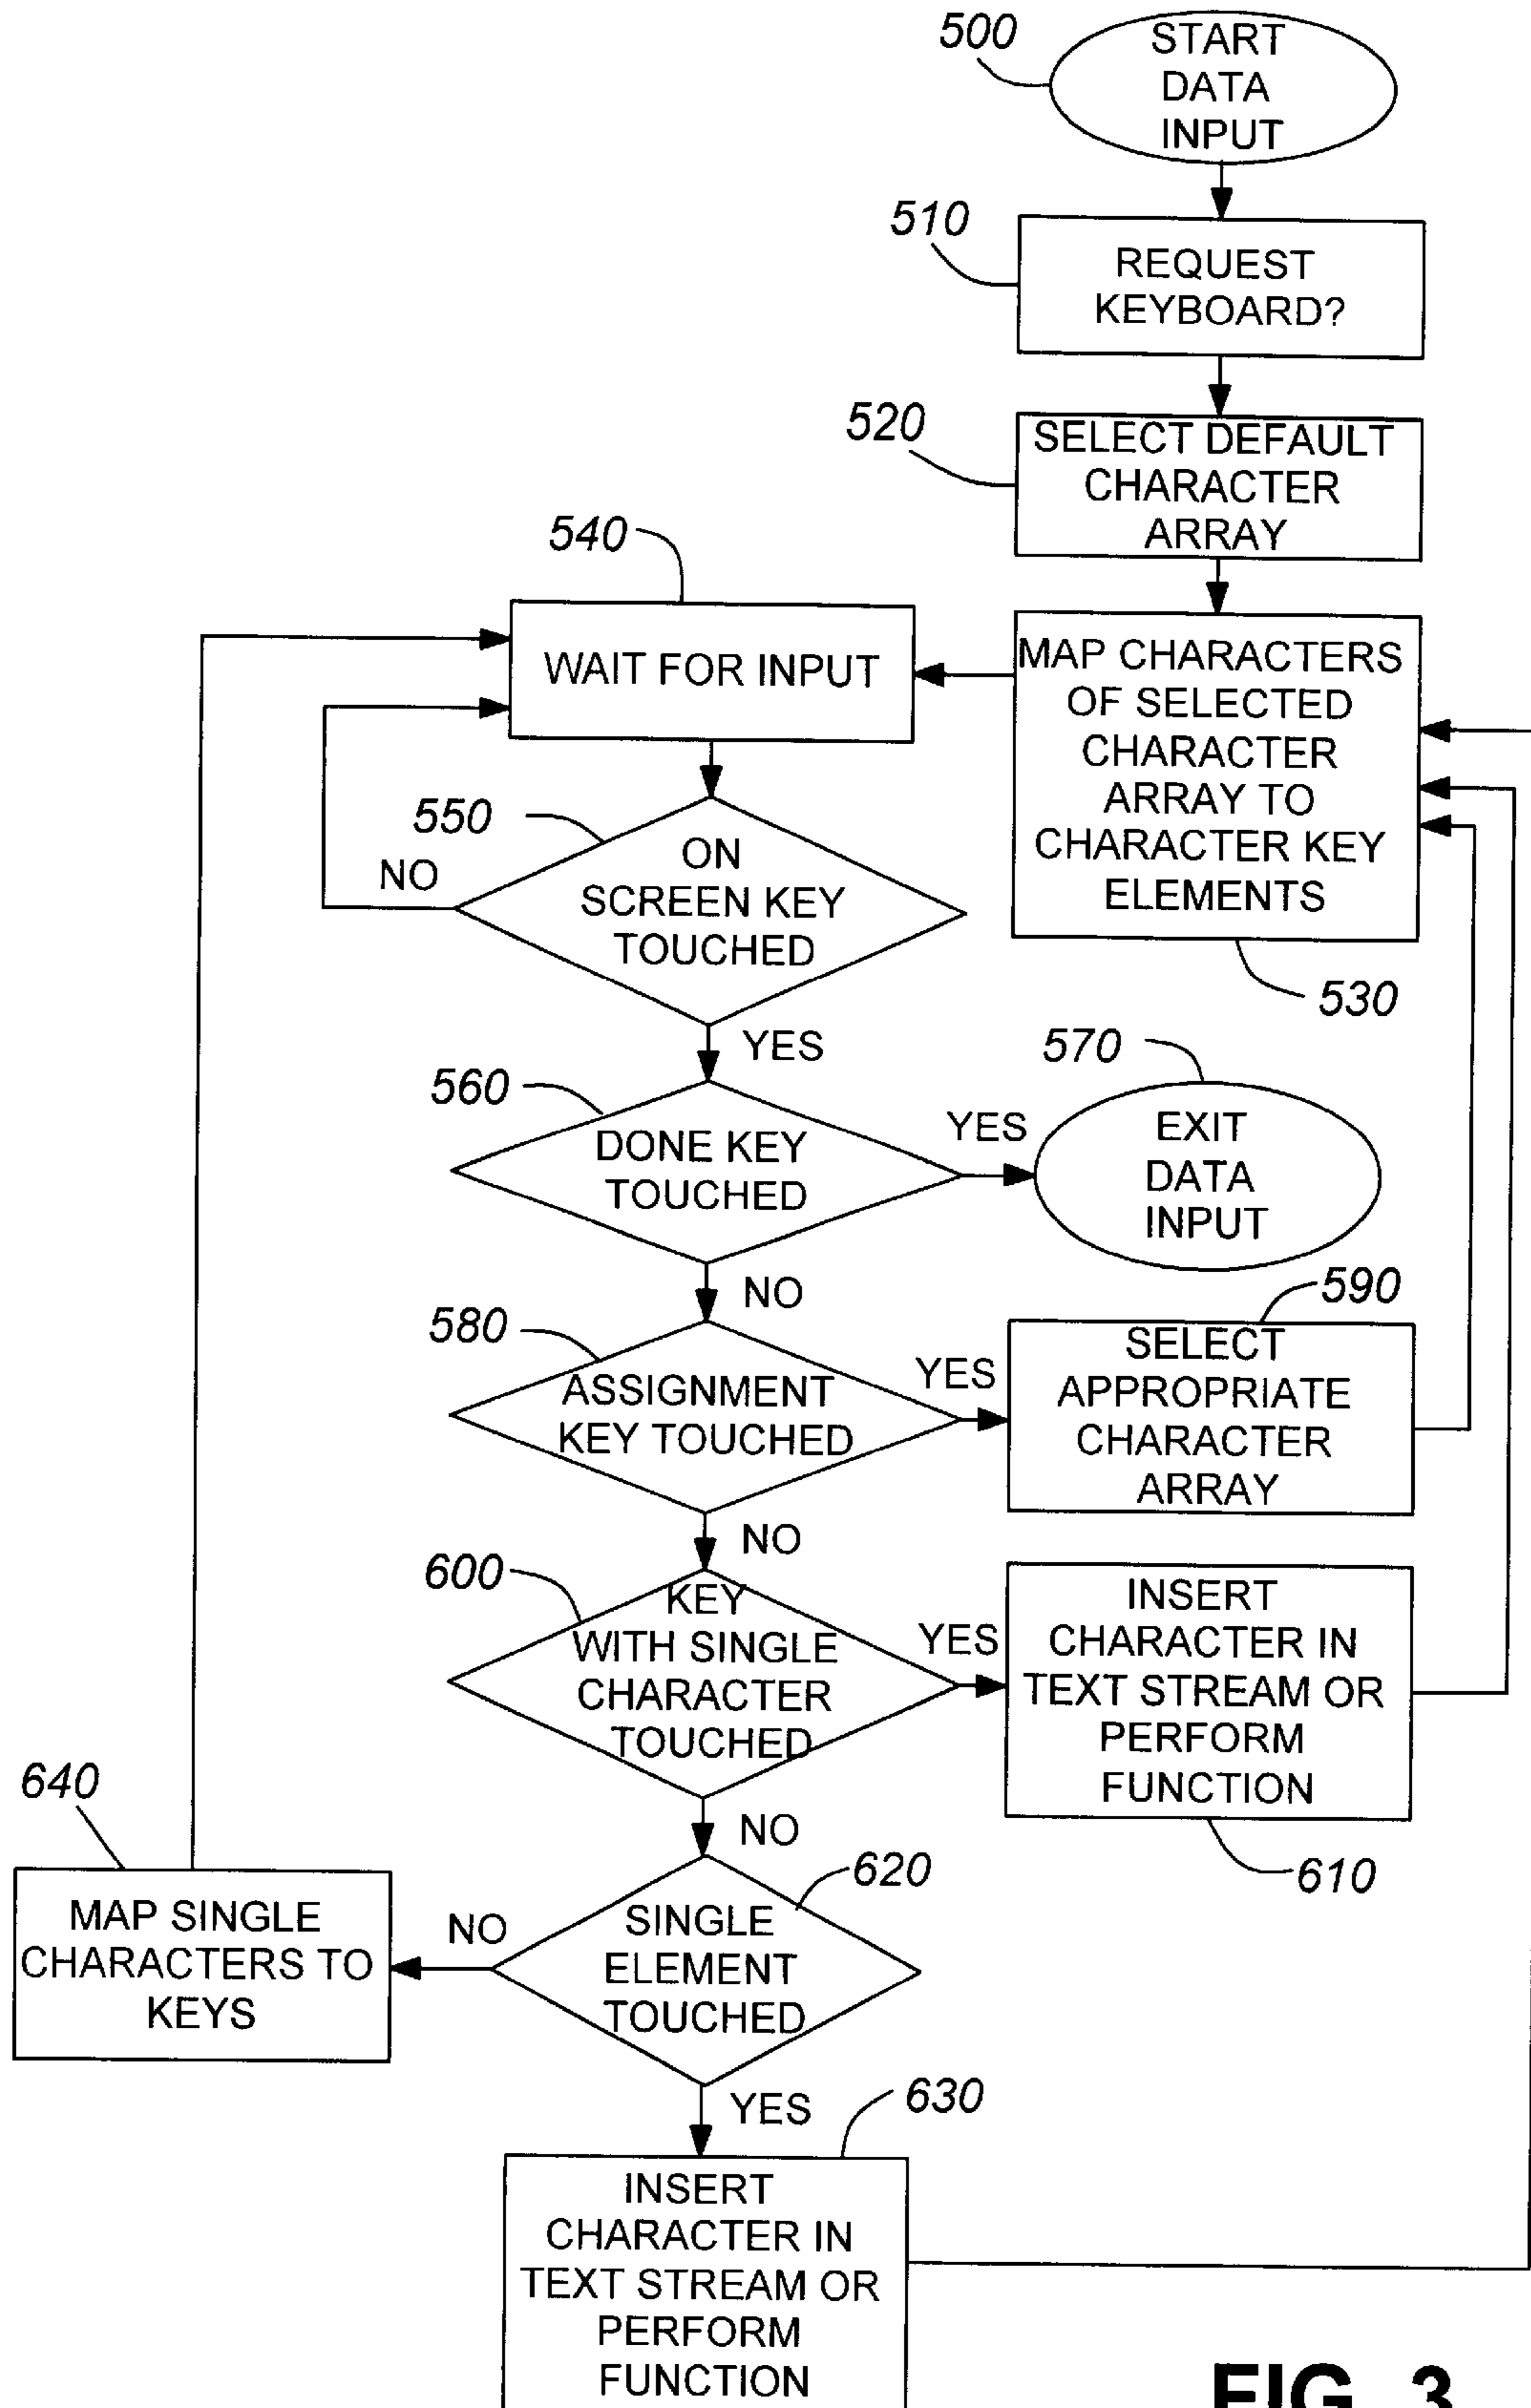 500
START
DATA
INPUT
510
REQUEST
KEYBOARD?
520
SELECT DEFAULT
CHARACTER
ARRAY
540
WAIT FOR INPUT
MAP CHARACTERS
OF SELECTED
CHARACTER
ARRAY TO
CHARACTER KEY
ELEMENTS
530
550
NO
ON
SCREEN KEY
TOUCHED
YES
560
DONE KEY
TOUCHED
YES
570
EXIT
DATA
INPUT
NO
580
ASSIGNMENT
KEY TOUCHED
YES
590
SELECT
APPROPRIATE
CHARACTER
ARRAY
NO
600
KEY
WITH SINGLE
CHARACTER
TOUCHED
YES
INSERT
CHARACTER IN
TEXT STREAM OR
PERFORM
FUNCTION
610
NO
620
SINGLE
ELEMENT
TOUCHED
NO
640
MAP SINGLE
CHARACTERS TO
KEYS
YES
630
INSERT
CHARACTER IN
TEXT STREAM OR
PERFORM
FUNCTION
FIG. 3